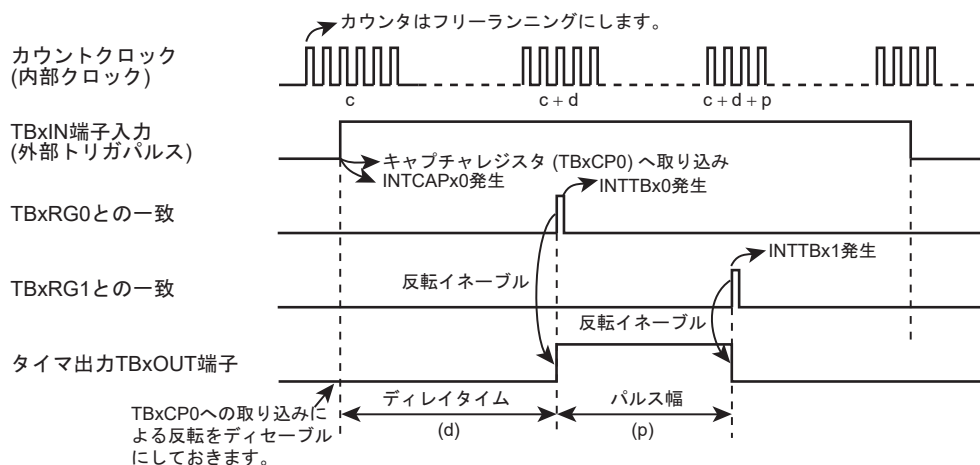 カウンタはフリーランニングにします。
カウントクロック
(内部クロック)
c
c + d
c + d + p
TBxIN端子入力
(外部トリガパルス)
キャプチャレジスタ (TBxCP0) へ取り込み
INTCAPx0発生
INTTBx0発生
TBxRG0との一致
INTTBx1発生
反転イネーブル
TBxRG1との一致
反転イネーブル
タイマ出力TBxOUT端子
TBxCP0への取り込みに
よる反転をディセーブル
にしておきます。
ディレイタイム
(d)
パルス幅
(p)